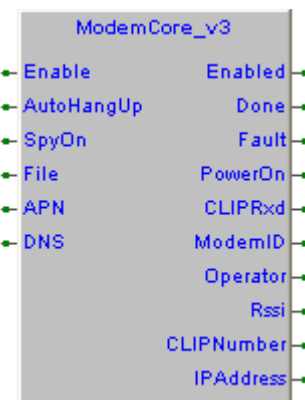 ModemCore_v3
Enable Enabled
AutoHangUp Done
SpyOn Fault
File PowerOn
APN CLIPRxd
DNS ModemID
Operator
Rssi
CLIPNumber
IPAddress